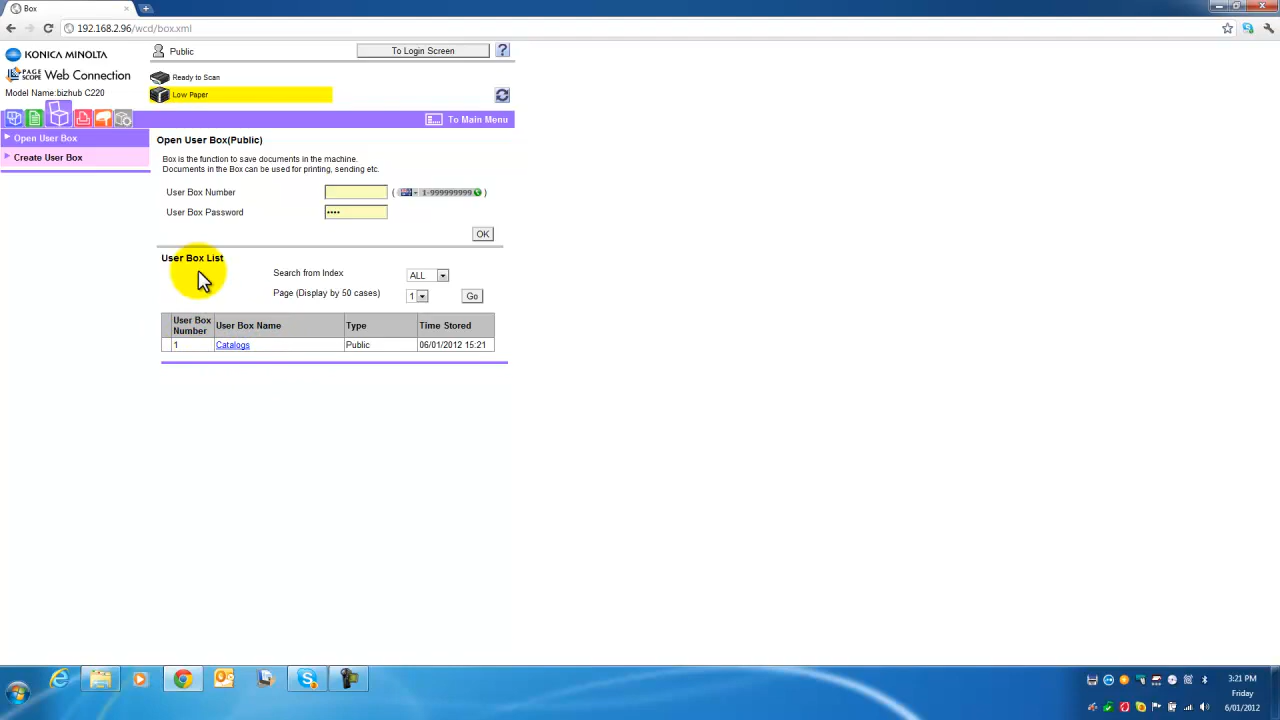 Box
192.168.2.96/wcd/box.xml
KONICA MINOLTA
Public
To Login Screen
?
PAGE SCOPE Web Connection
Ready to Scan
Model Name:bizhub C220
Low Paper
To Main Menu
Open User Box
Create User Box
Open User Box(Public)
Box is the function to save documents in the machine.
Documents in the Box can be used for printing, sending etc.
User Box Number
( 1-999999999 )
User Box Password
••••
OK
User Box List
Search from Index
ALL
Page (Display by 50 cases)
1
Go
User Box Number
User Box Name
Type
Time Stored
1
Catalogs
Public
06/01/2012 15:21
3:21 PM
Friday
6/01/2012